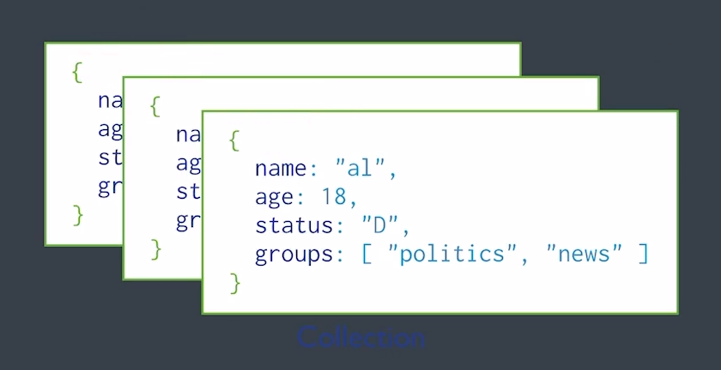 {
na
ag
st
gr
}
{
na
ag
st
gr
}
{
name: "al",
age: 18,
status: "D",
groups: [ "politics", "news" ]
}
Collection